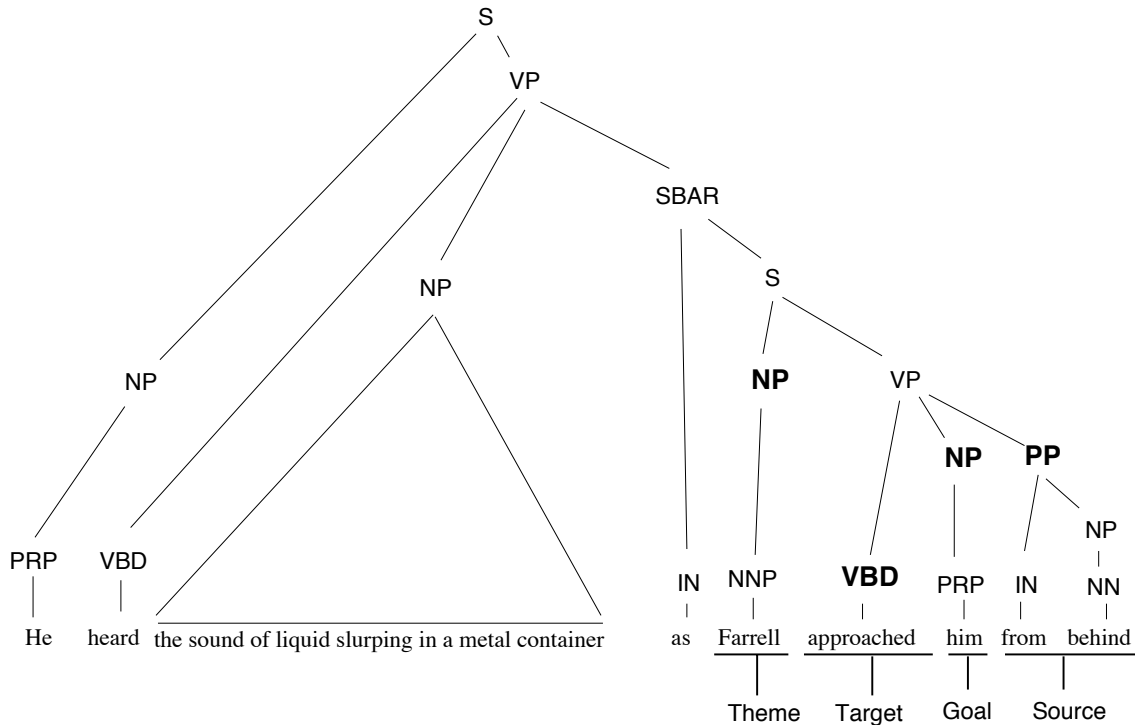 S
VP
SBAR
S
NP
NP NP VP
NP PP
NP
PRP VBD IN NNP VBD PRP IN NN
He heard the sound of liquid slurping in a metal container as Farrell approached him from behind
Theme Target Goal Source